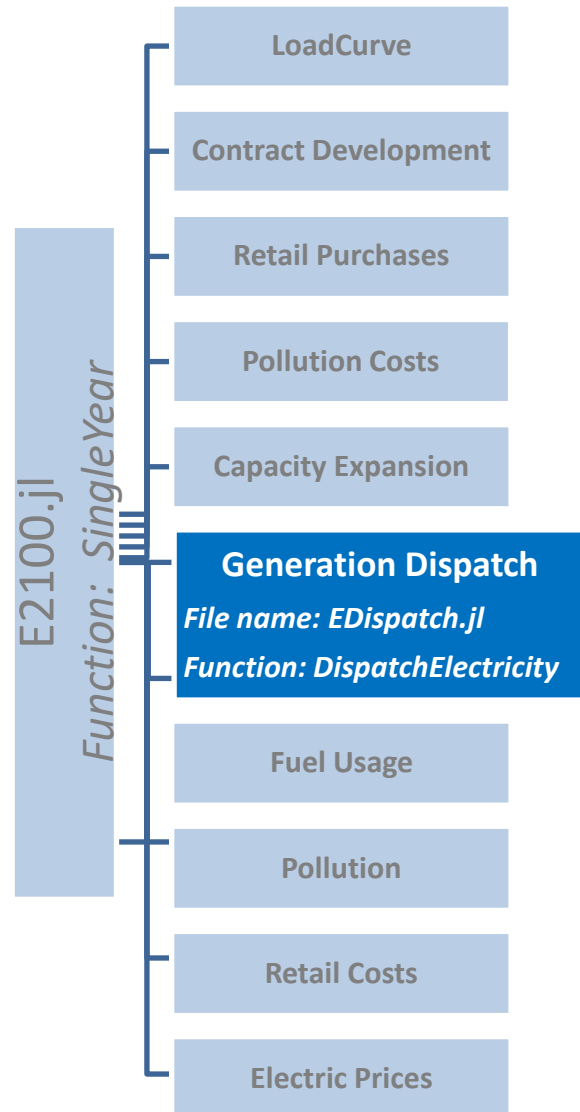 LoadCurve
Contract Development
Retail Purchases
Pollution Costs
Capacity Expansion
E2100.jl
Function: SingleYear
Generation Dispatch
File name: EDispatch.jl
Function: DispatchElectricity
Fuel Usage
Pollution
Retail Costs
Electric Prices